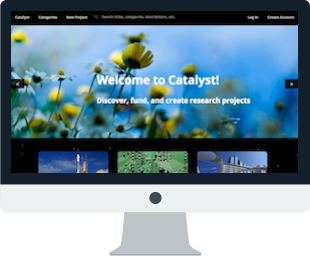 Catalyst Categories New Project Search titles, categories, descriptions, etc. Log In Create Account
Welcome to Catalyst!
Discover, fund, and create research projects